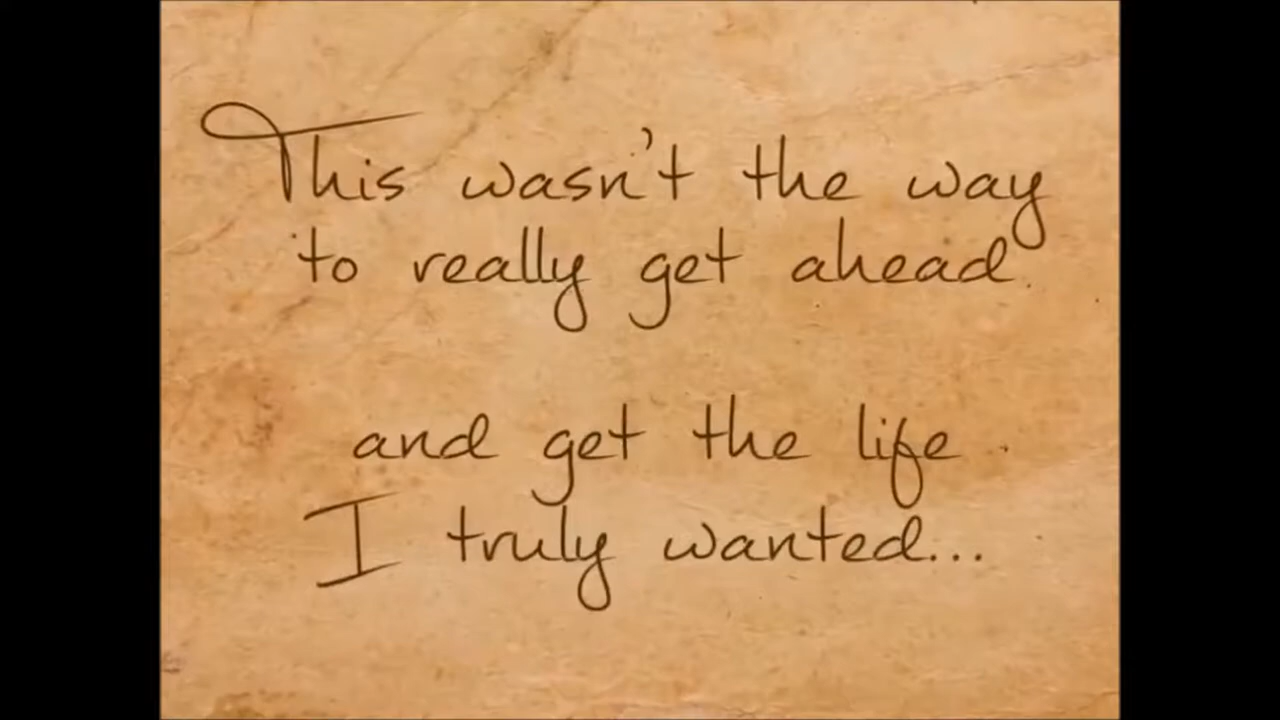 This wasn't the way
to really get ahead
and get the life
I truly wanted...